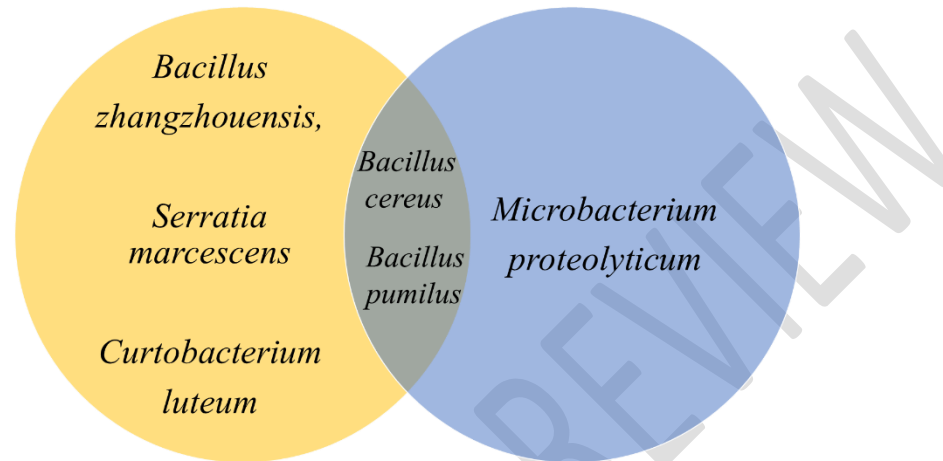 Bacillus
zhangzhouensis,
Serratia
marcescens
Curtobacterium
luteum
Bacillus
cereus
Bacillus
pumilus
Microbacterium
proteolyticum
REVIEW